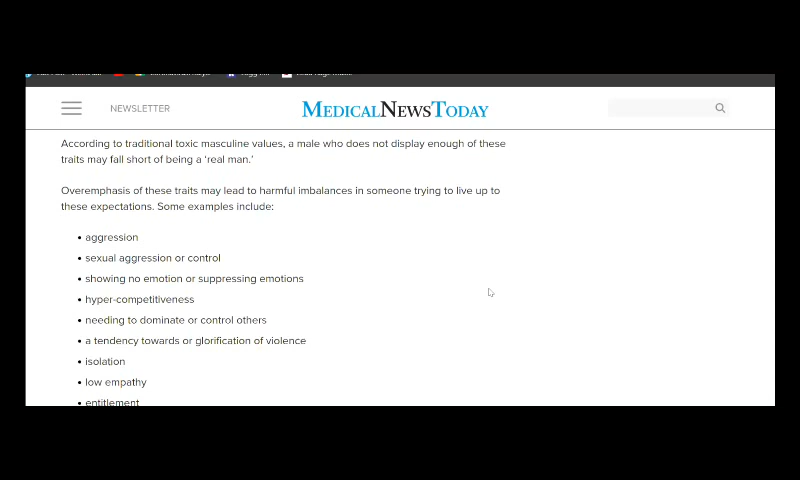 NEWSLETTER
MEDICALNEWSTODAY
According to traditional toxic masculine values, a male who does not display enough of these
traits may fall short of being a ‘real man.’
Overemphasis of these traits may lead to harmful imbalances in someone trying to live up to
these expectations. Some examples include:
• aggression
• sexual aggression or control
• showing no emotion or suppressing emotions
• hyper-competitiveness
• needing to dominate or control others
• a tendency towards or glorification of violence
• isolation
• low empathy
• entitlement